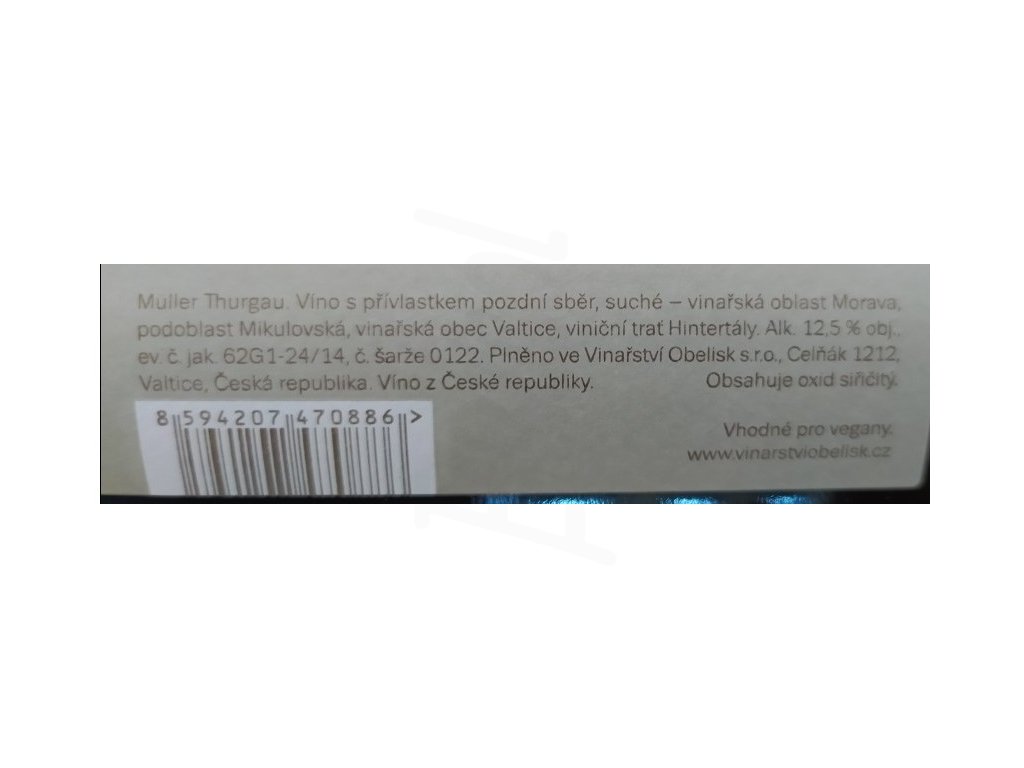 Müller Thurgau. Víno s přívlastkem pozdní sběr, suché – vinařská oblast Morava,
podoblast Mikulovská, vinařská obec Valtice, viniční trať Hintertály. Alk. 12,5 % obj.,
ev. č. jak. 62G1-24/14, č. šarže 0122. Plněno ve Vinařství Obelisk s.r.o., Celňák 1212,
Valtice, Česká republika. Víno z České republiky. Obsahuje oxid siřičitý.
8 594207 470886 >
Vhodné pro vegany.
www.vinarstviobelisk.cz